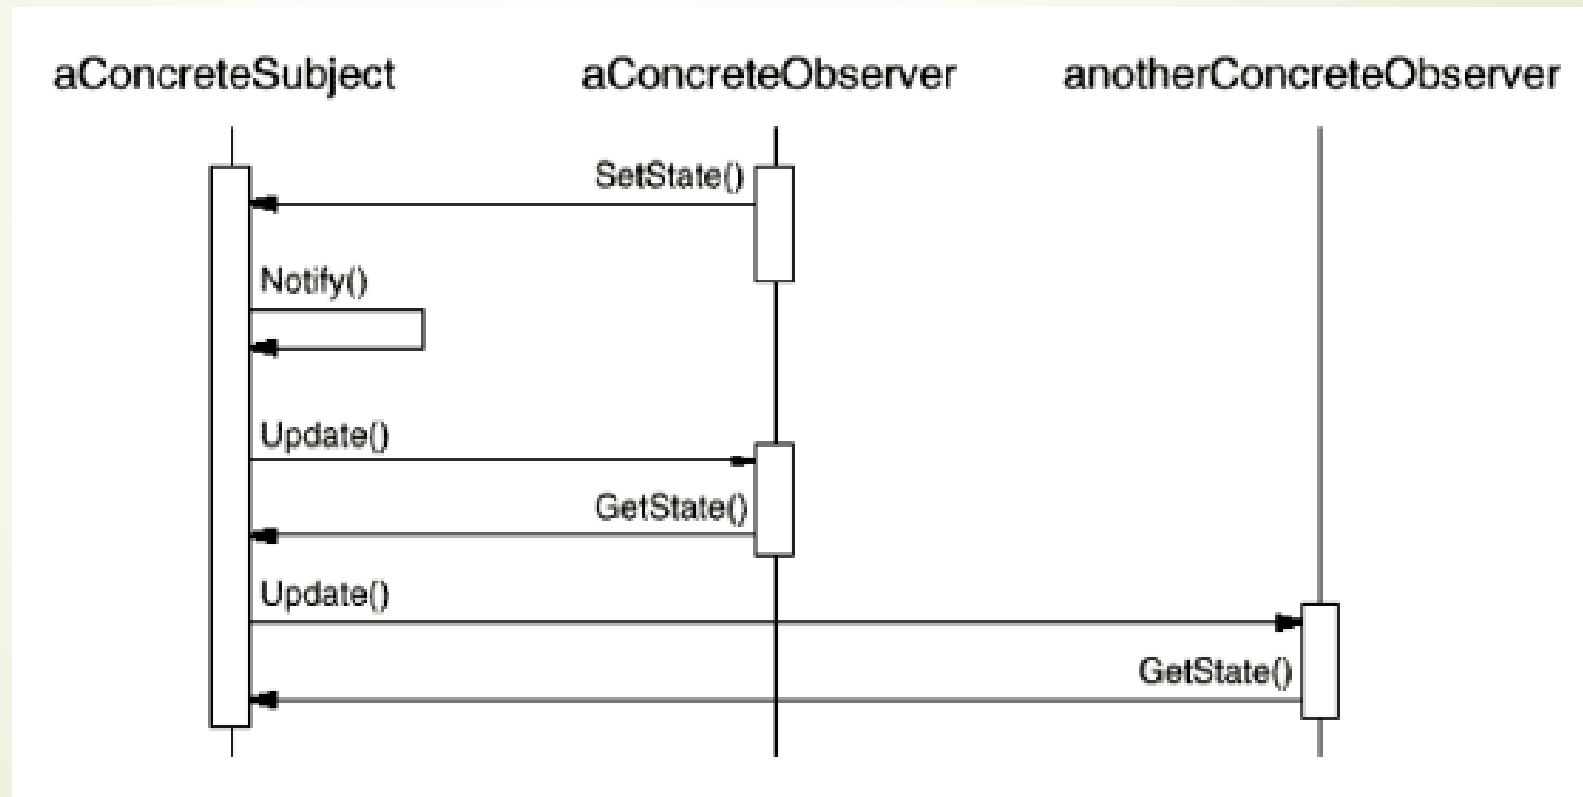 aConcreteSubject aConcreteObserver anotherConcreteObserver
SetState()
Notify()
Update()
GetState()
Update()
GetState()